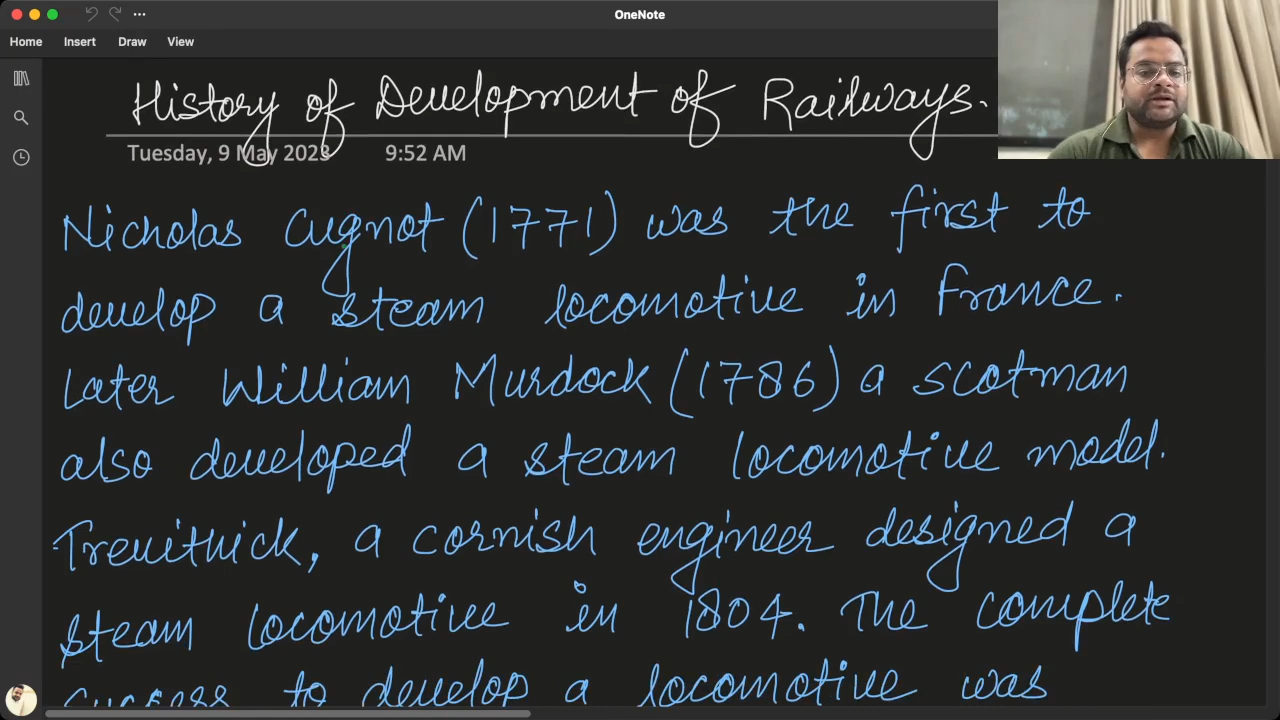 OneNote
Home Insert Draw View
History of Development of Railways.
Tuesday, 9 May 2023 9:52 AM
Nicholas Cugnot (1771) was the first to
develop a steam locomotive in France.
Later William Murdock (1786) a scotman
also developed a steam locomotive model.
Trevithick, a cornish engineer designed a
steam locomotive in 1804. The complete
success to develop a locomotive was